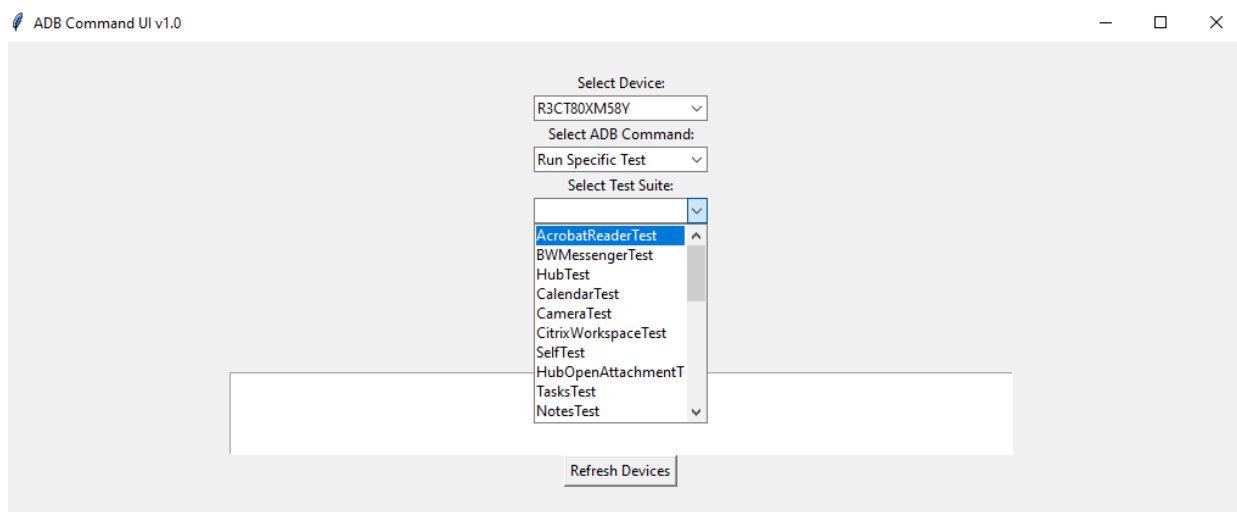 ADB Command UI v1.0
Select Device:
R3CT80XM58Y
Select ADB Command:
Run Specific Test
Select Test Suite:
AcrobatReaderTest
BWMessengerTest
HubTest
CalendarTest
CameraTest
CitrixWorkspaceTest
SelfTest
HubOpenAttachmentT
TasksTest
NotesTest
Refresh Devices